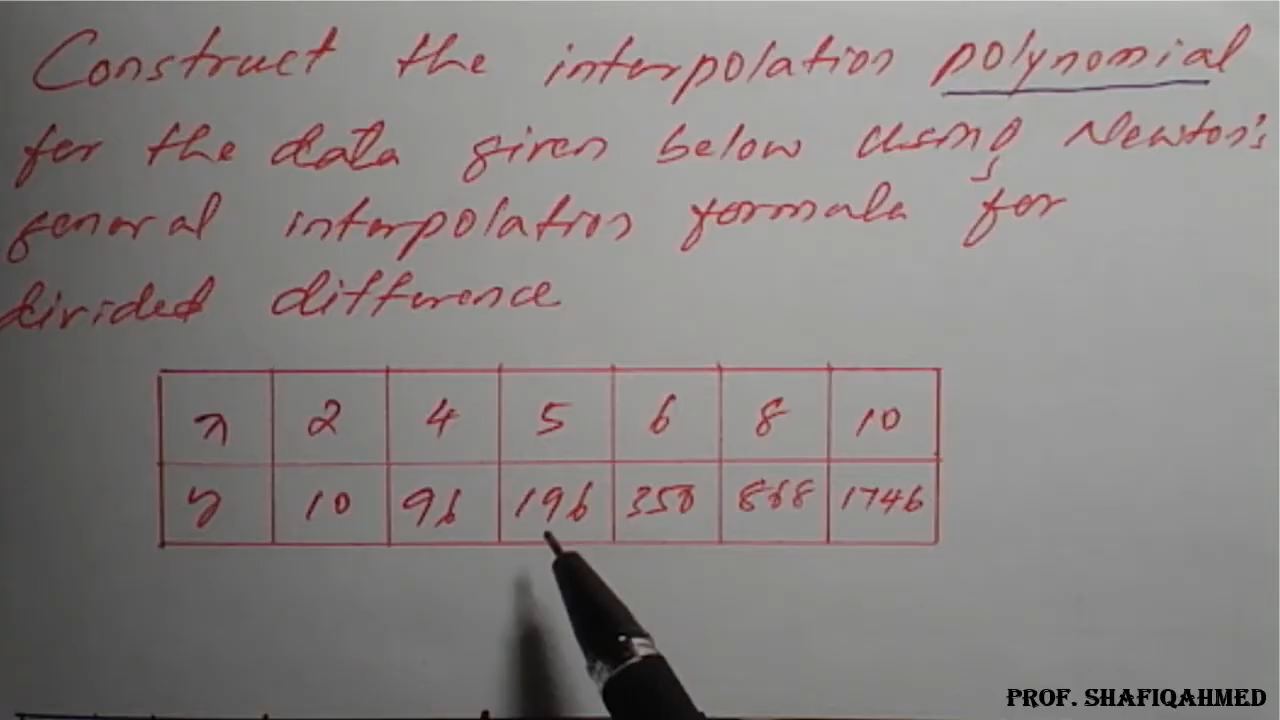 Construct the interpolation polynomial
for the data given below using Newton's
general interpolation formula for
divided difference
x 2 4 5 6 8 10
y 10 96 196 350 868 1746
PROF. SHAFIQAHMED